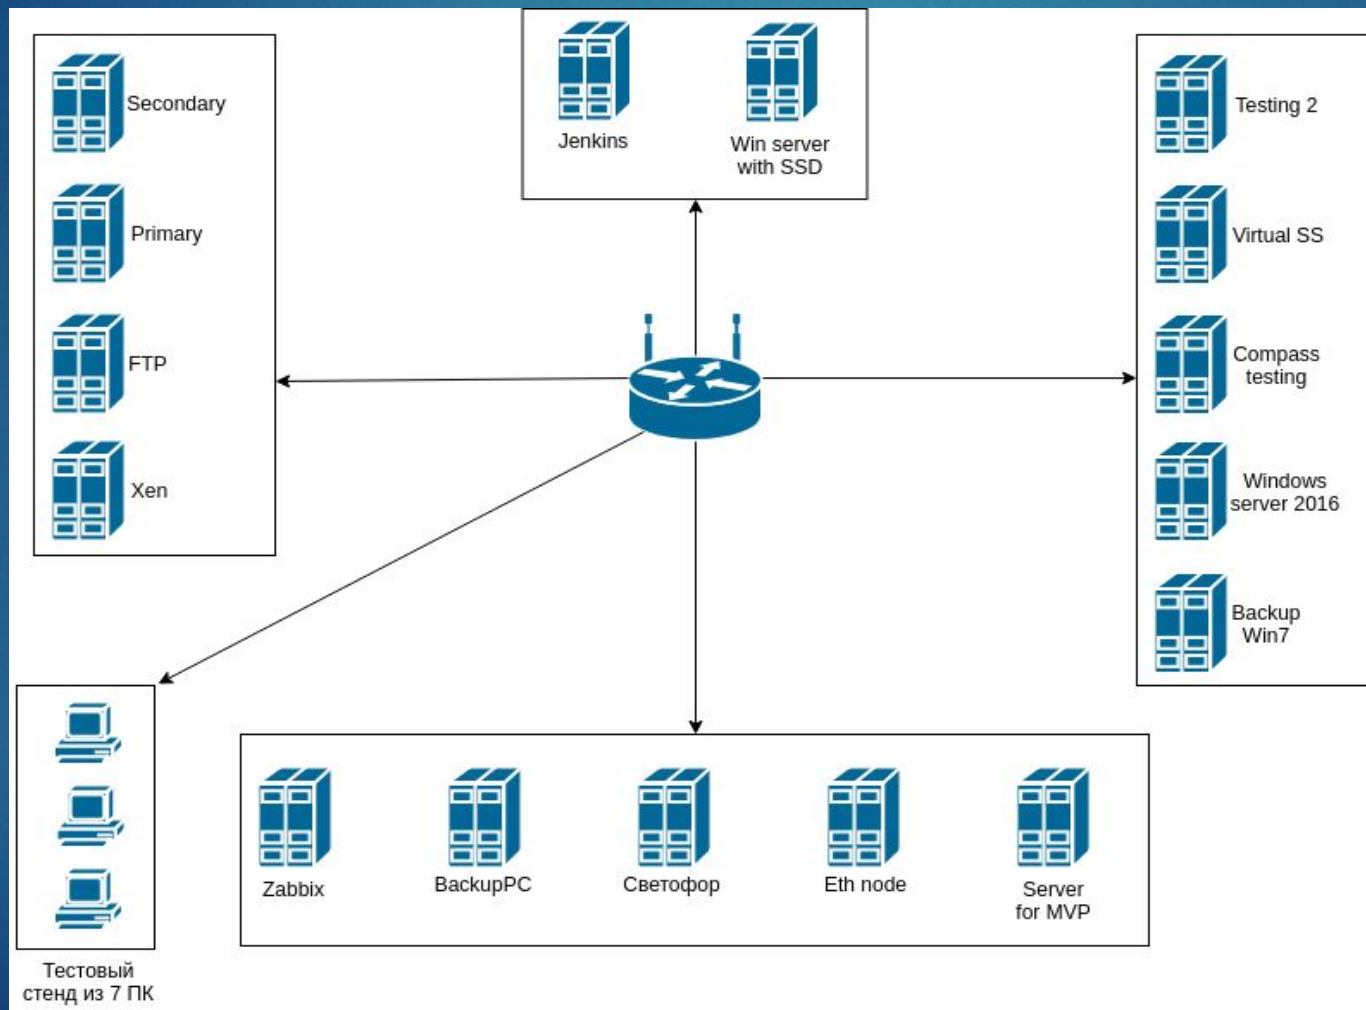 Secondary
Primary
FTP
Xen
Jenkins
Win server
with SSD
Testing 2
Virtual SS
Compass
testing
Windows
server 2016
Backup
Win7
Тестовый
стенд из 7 ПК
Zabbix
BackupPC
Светофор
Eth node
Server
for MVP